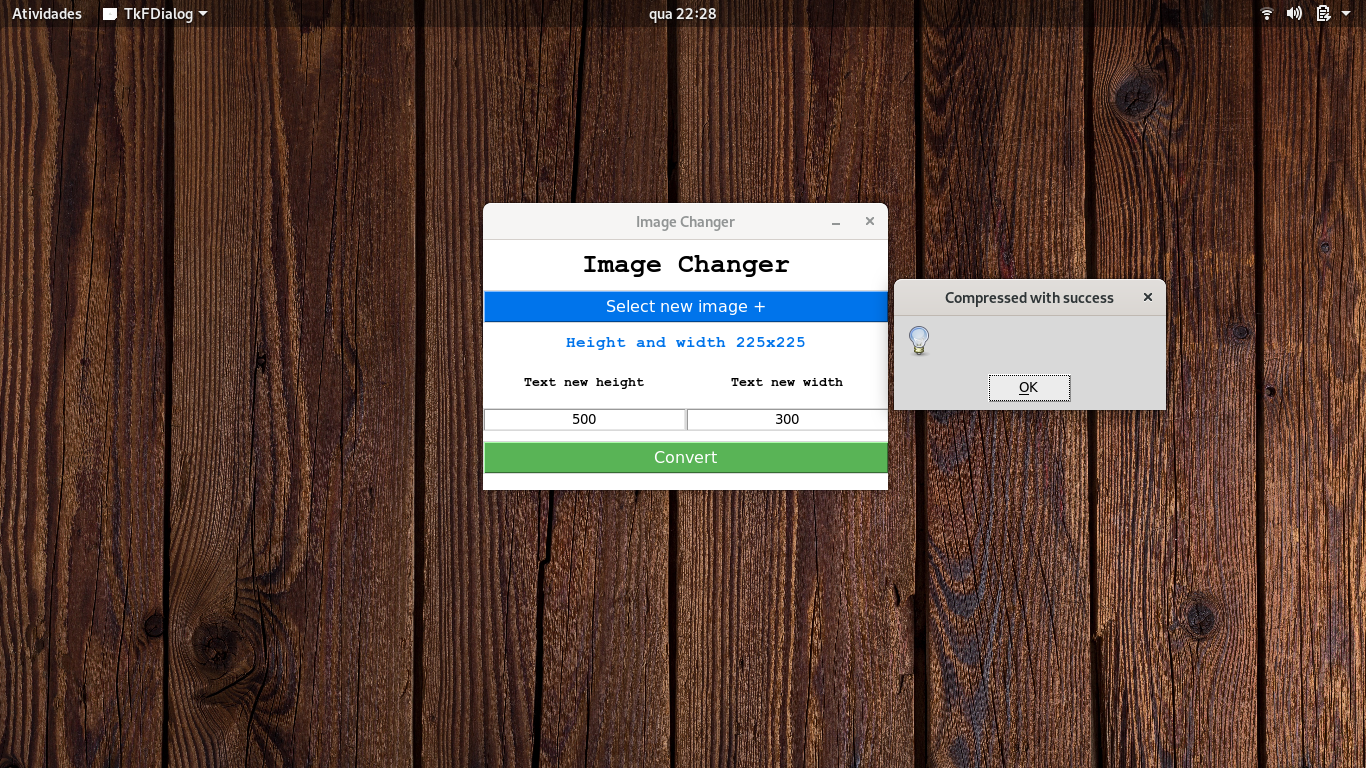 Atividades TkFDialog qua 22:28
Image Changer
Image Changer
Select new image +
Height and width 225x225
Text new height Text new width
500 300
Convert
Compressed with success
OK